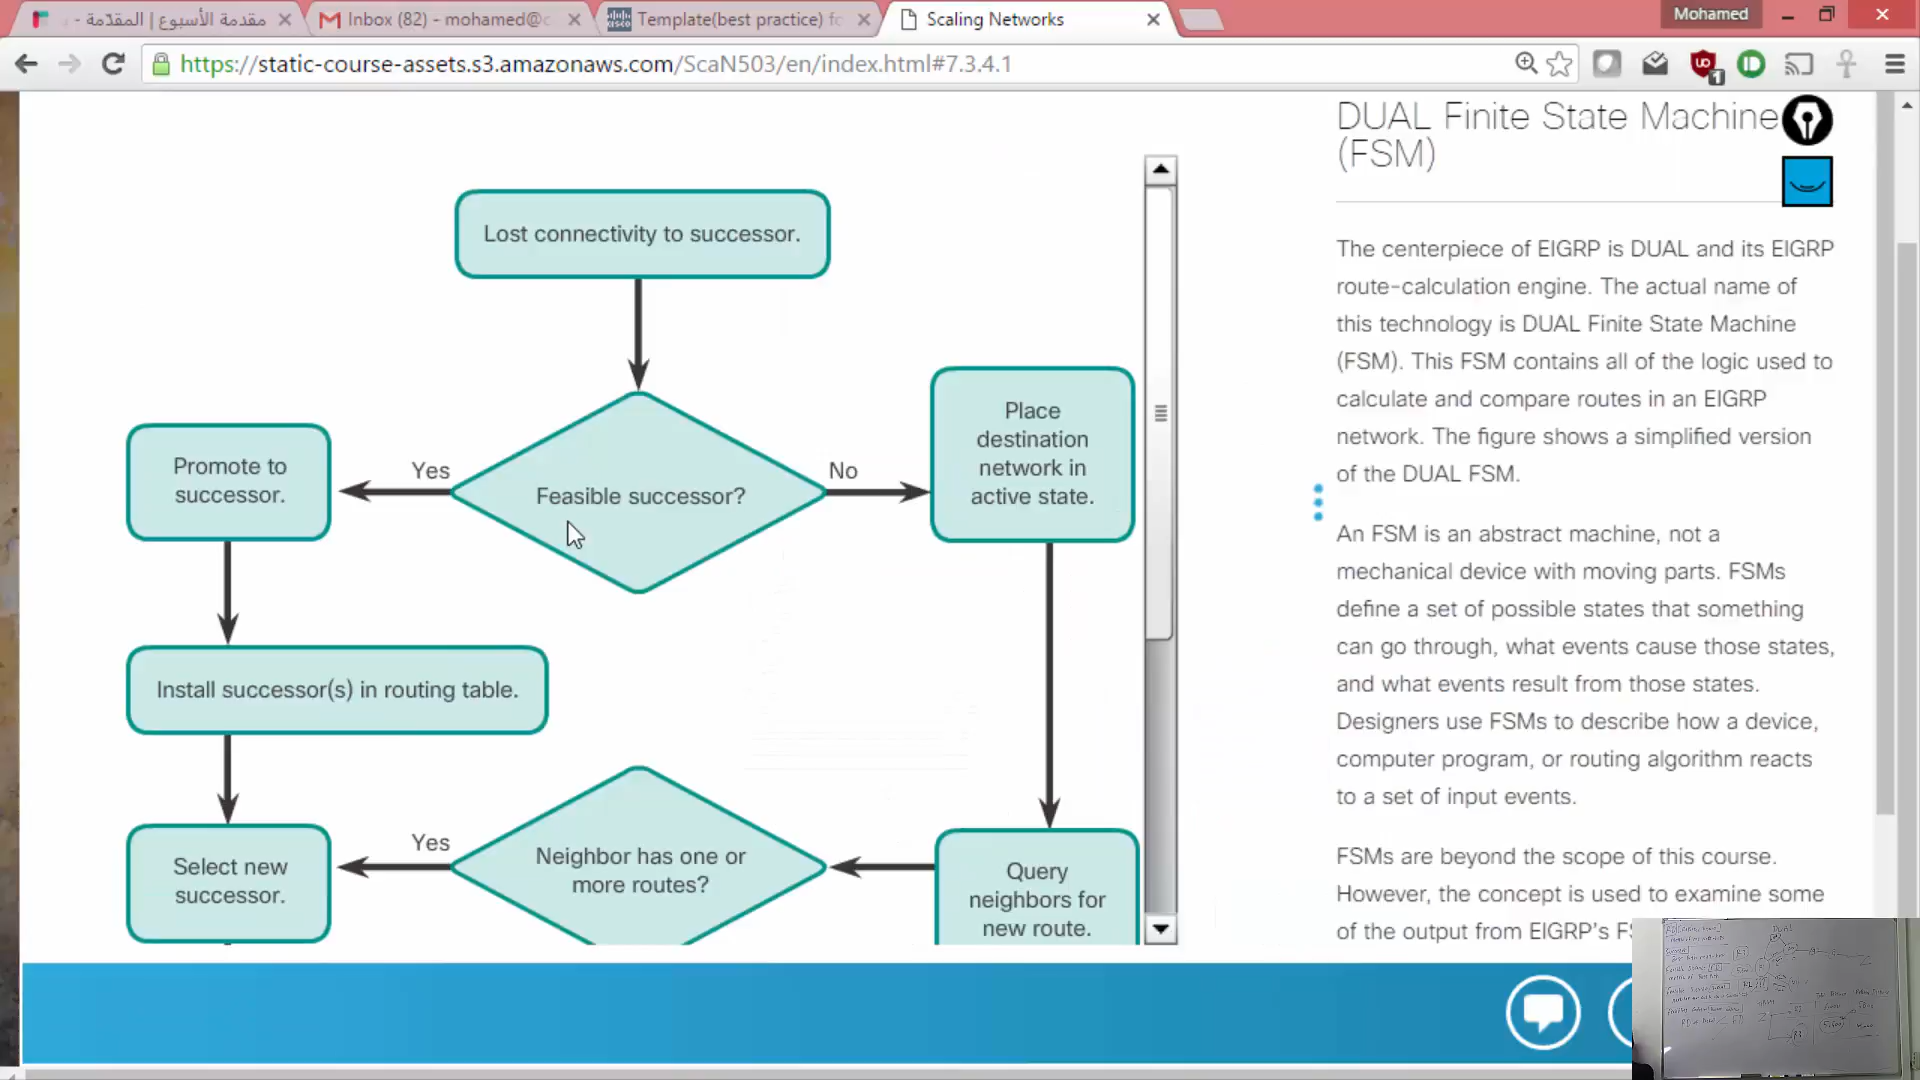 مقدمة الأسبوع | المقدّمة -
Inbox (82) - mohamed@
Template(best practice) fo
Scaling Networks
Mohamed
https://static-course-assets.s3.amazonaws.com/ScaN503/en/index.html#7.3.4.1
1
Lost connectivity to successor.
Feasible successor?
Yes
No
Promote to
successor.
Place
destination
network in
active state.
Install successor(s) in routing table.
Select new
successor.
Yes
Neighbor has one or
more routes?
Query
neighbors for
new route.
DUAL Finite State Machine
(FSM)
The centerpiece of EIGRP is DUAL and its EIGRP
route-calculation engine. The actual name of
this technology is DUAL Finite State Machine
(FSM). This FSM contains all of the logic used to
calculate and compare routes in an EIGRP
network. The figure shows a simplified version
of the DUAL FSM.
An FSM is an abstract machine, not a
mechanical device with moving parts. FSMs
define a set of possible states that something
can go through, what events cause those states,
and what events result from those states.
Designers use FSMs to describe how a device,
computer program, or routing algorithm reacts
to a set of input events.
FSMs are beyond the scope of this course.
However, the concept is used to examine some
of the output from EIGRP's